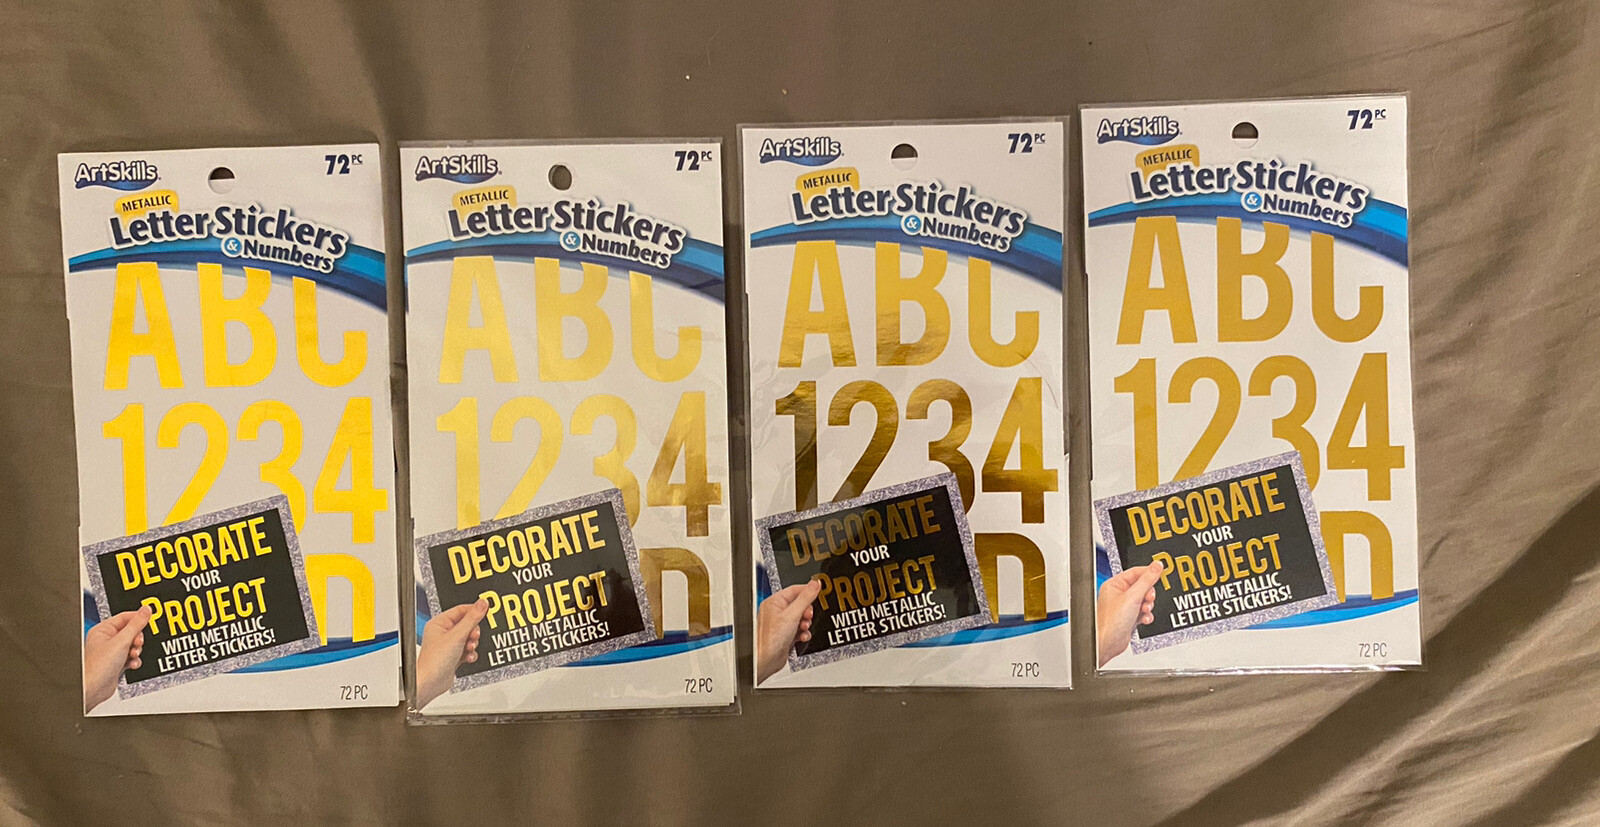 ArtSkills.
72 PC
METALLIC
Letter Stickers
& Numbers
ABC
1234
D
DECORATE
YOUR
PROJECT
WITH METALLIC
LETTER STICKERS!
72 PC
ArtSkills.
72 PC
METALLIC
Letter Stickers
& Numbers
ABC
1234
D
DECORATE
YOUR
PROJECT
WITH METALLIC
LETTER STICKERS!
72 PC
ArtSkills.
72 PC
METALLIC
Letter Stickers
& Numbers
ABC
1234
D
DECORATE
YOUR
PROJECT
WITH METALLIC
LETTER STICKERS!
72 PC
ArtSkills.
72 PC
METALLIC
Letter Stickers
& Numbers
ABC
1234
D
DECORATE
YOUR
PROJECT
WITH METALLIC
LETTER STICKERS!
72 PC